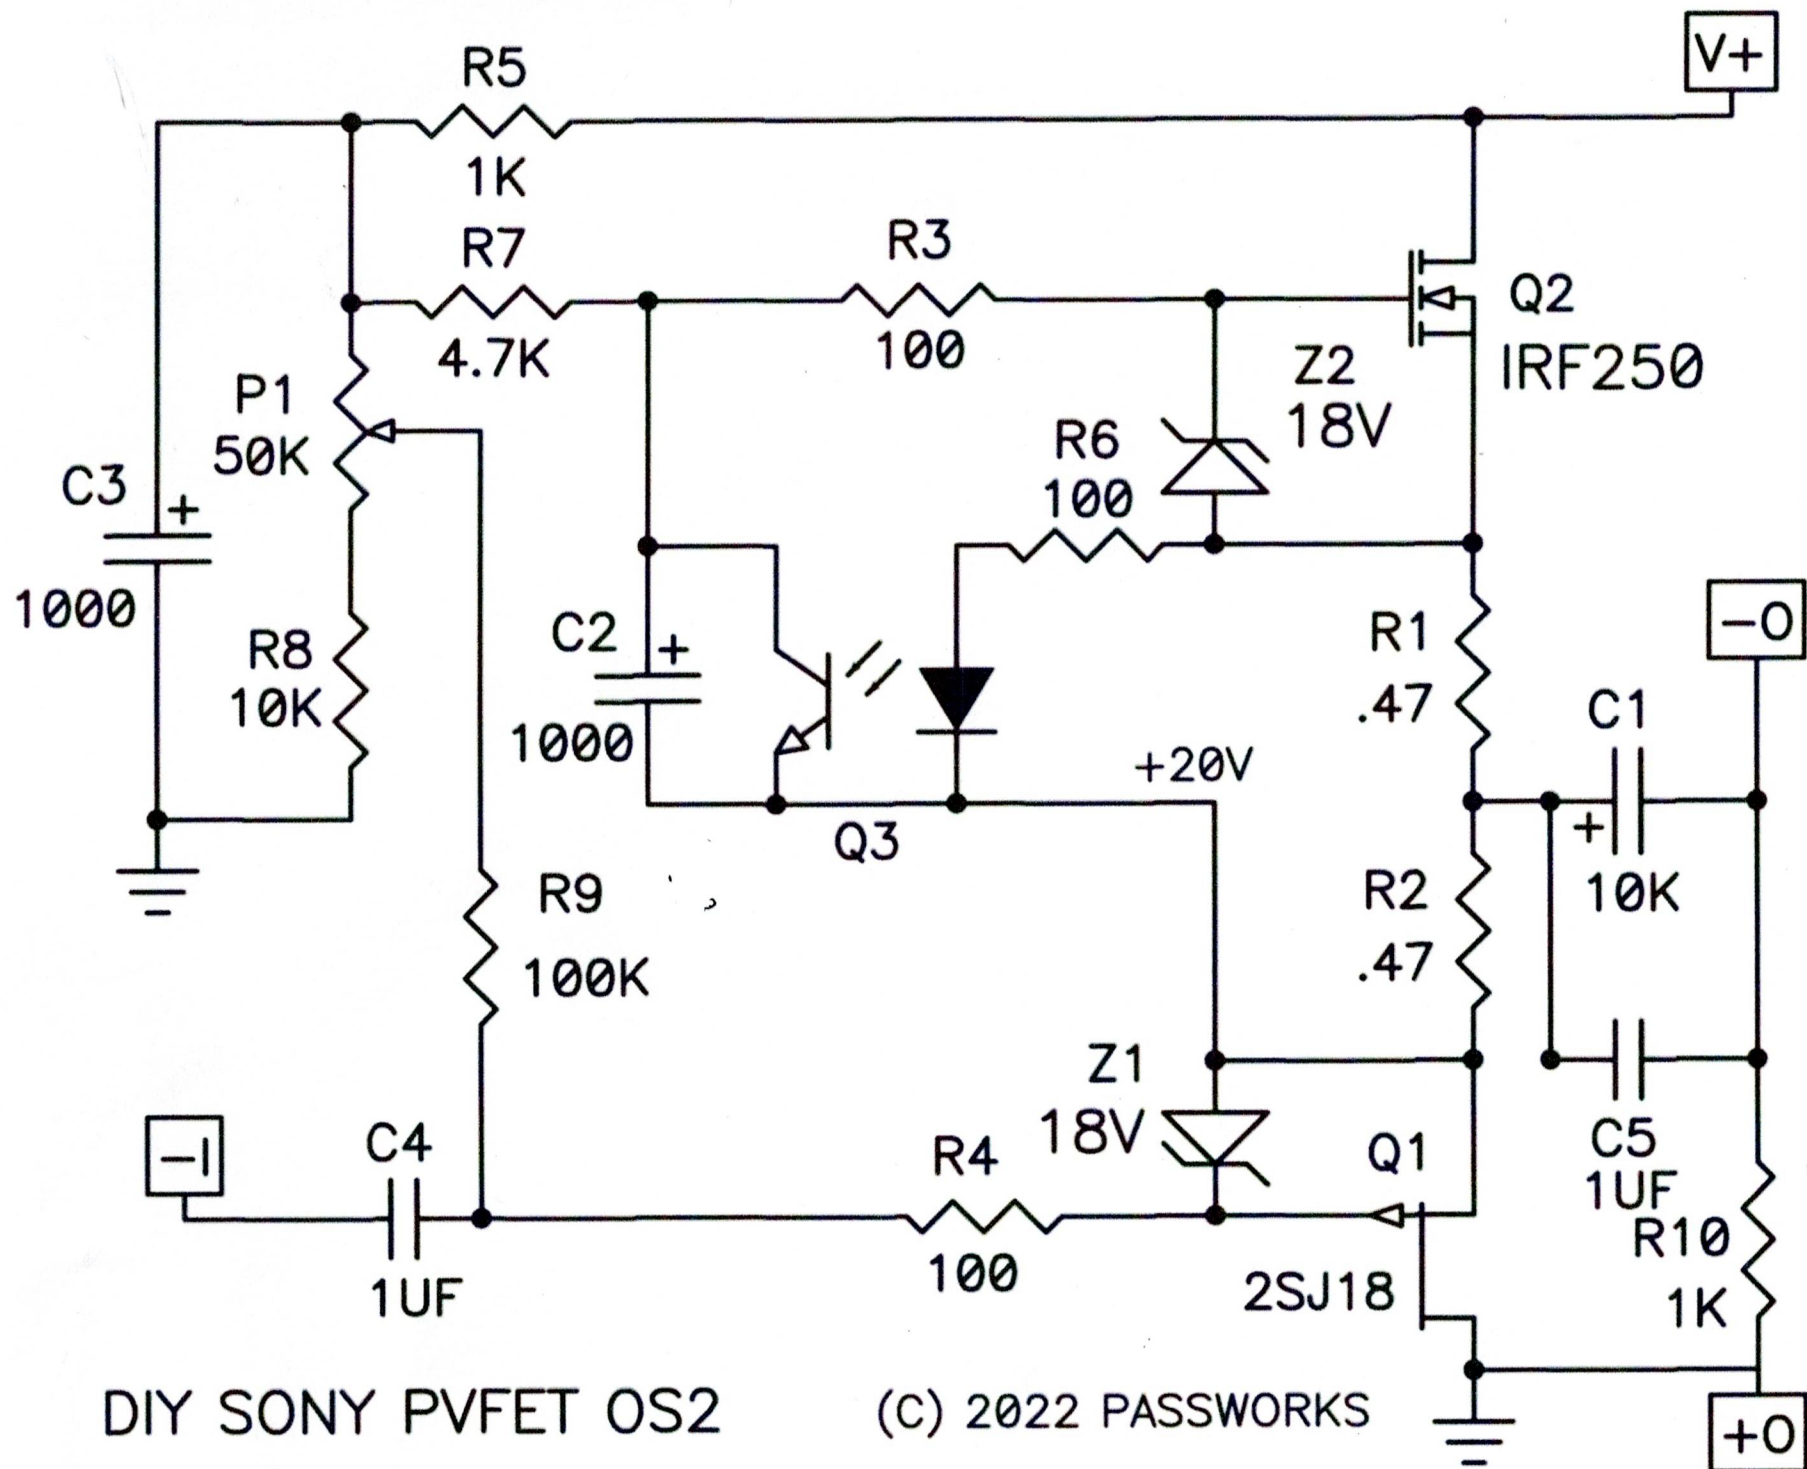 V+
R5
1K
R7
4.7K
R3
100
Q2
IRF250
Z2
18V
P1
50K
R6
100
C3
+
1000
R8
10K
C2
+
1000
R1
.47
-O
C1
+
10K
+20V
Q3
R9
100K
R2
.47
Z1
18V
-I
C4
1UF
R4
100
Q1
2SJ18
C5
1UF
R10
1K
DIY SONY PVFET OS2
(C) 2022 PASSWORKS
+O